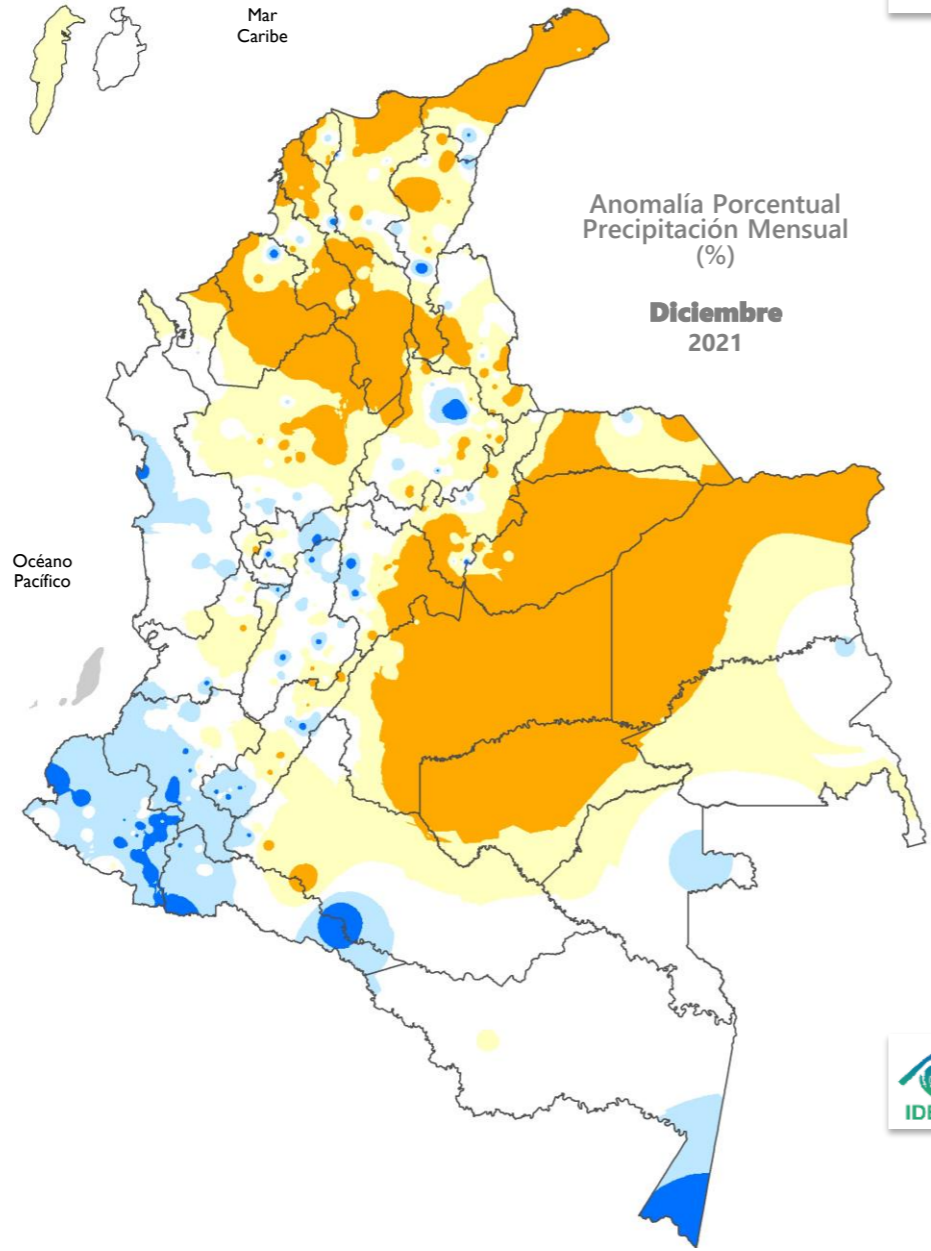 Mar
Caribe
Anomalía Porcentual
Precipitación Mensual
(%)
Diciembre
2021
Océano
Pacífico